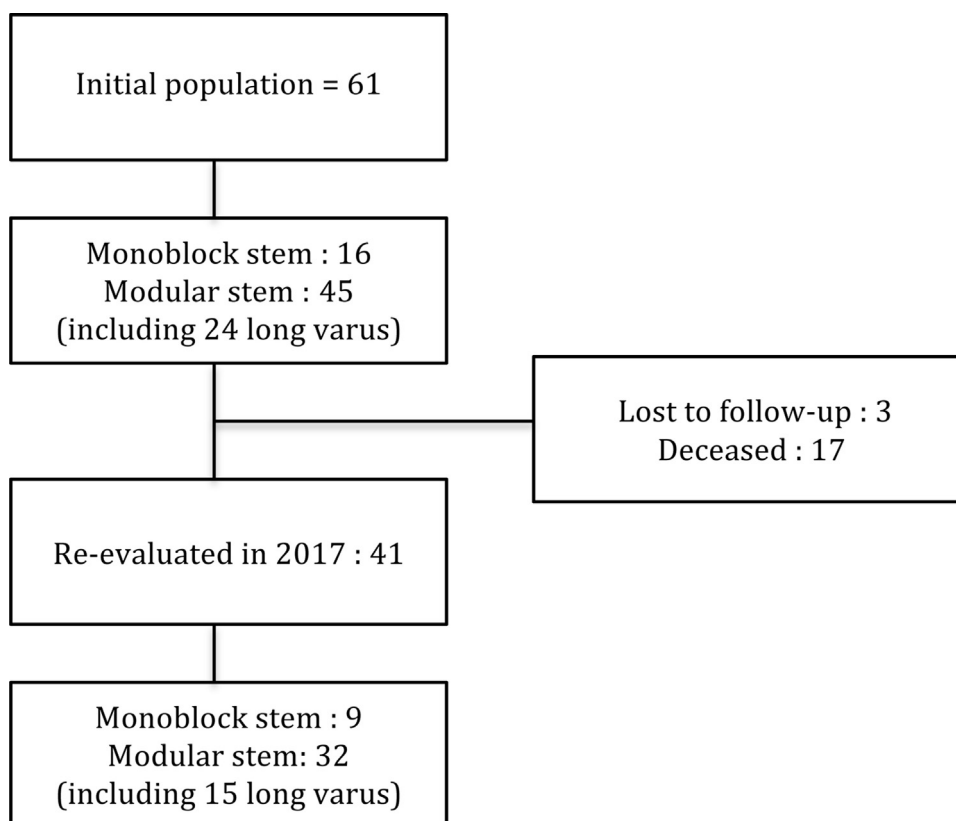 Initial population = 61
Monoblock stem : 16
Modular stem : 45
(including 24 long varus)
Lost to follow-up : 3
Deceased : 17
Re-evaluated in 2017 : 41
Monoblock stem : 9
Modular stem: 32
(including 15 long varus)